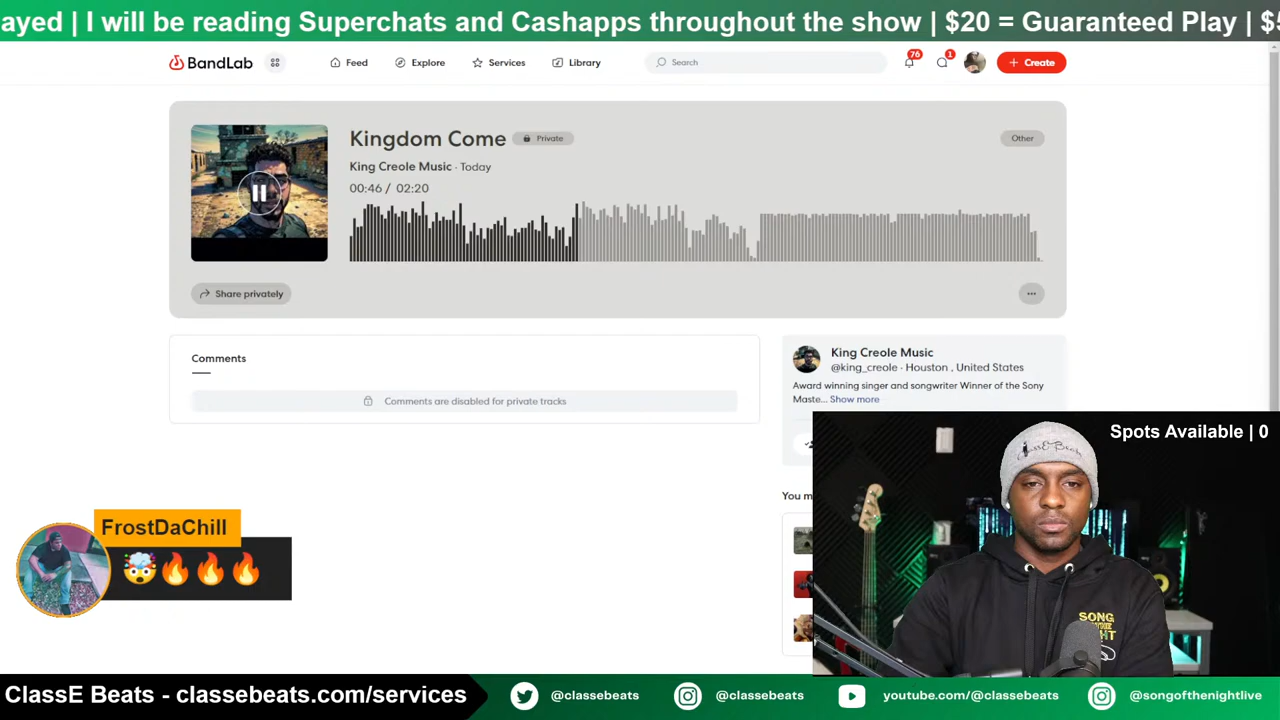 ayed | I will be reading Superchats and Cashapps throughout the show | $20 = Guaranteed Play | $5
BandLab
Feed
Explore
Services
Library
Search
76
1
+ Create
Kingdom Come
Private
Other
King Creole Music · Today
00:46 / 02:20
Share privately
Comments
Comments are disabled for private tracks
King Creole Music
@king_creole · Houston , United States
Award winning singer and songwriter Winner of the Sony
Maste... Show more
You m
Spots Available | 0
ClassE Beats
SONG
FrostDaChill
ClassE Beats - classebeats.com/services
@classebeats
@classebeats
youtube.com/@classebeats
@songofthenightlive